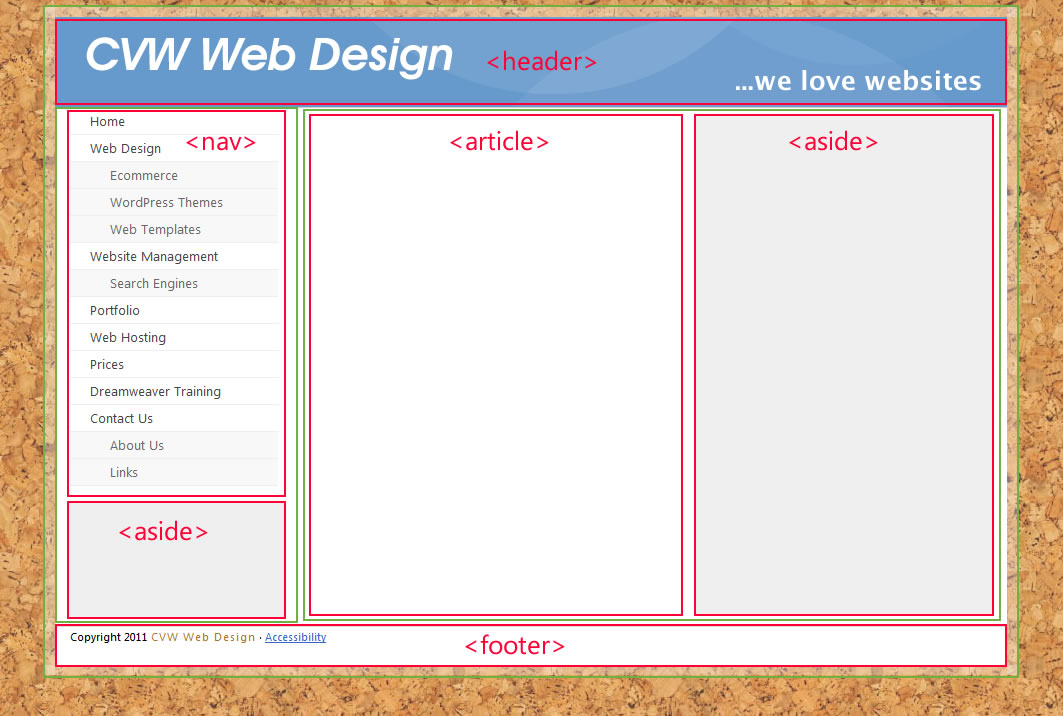 CVW Web Design
<header>
...we love websites
Home
Web Design
<nav>
Ecommerce
WordPress Themes
Web Templates
Website Management
Search Engines
Portfolio
Web Hosting
Prices
Dreamweaver Training
Contact Us
About Us
Links
<aside>
<article>
<aside>
Copyright 2011 CVW Web Design · Accessibility
<footer>